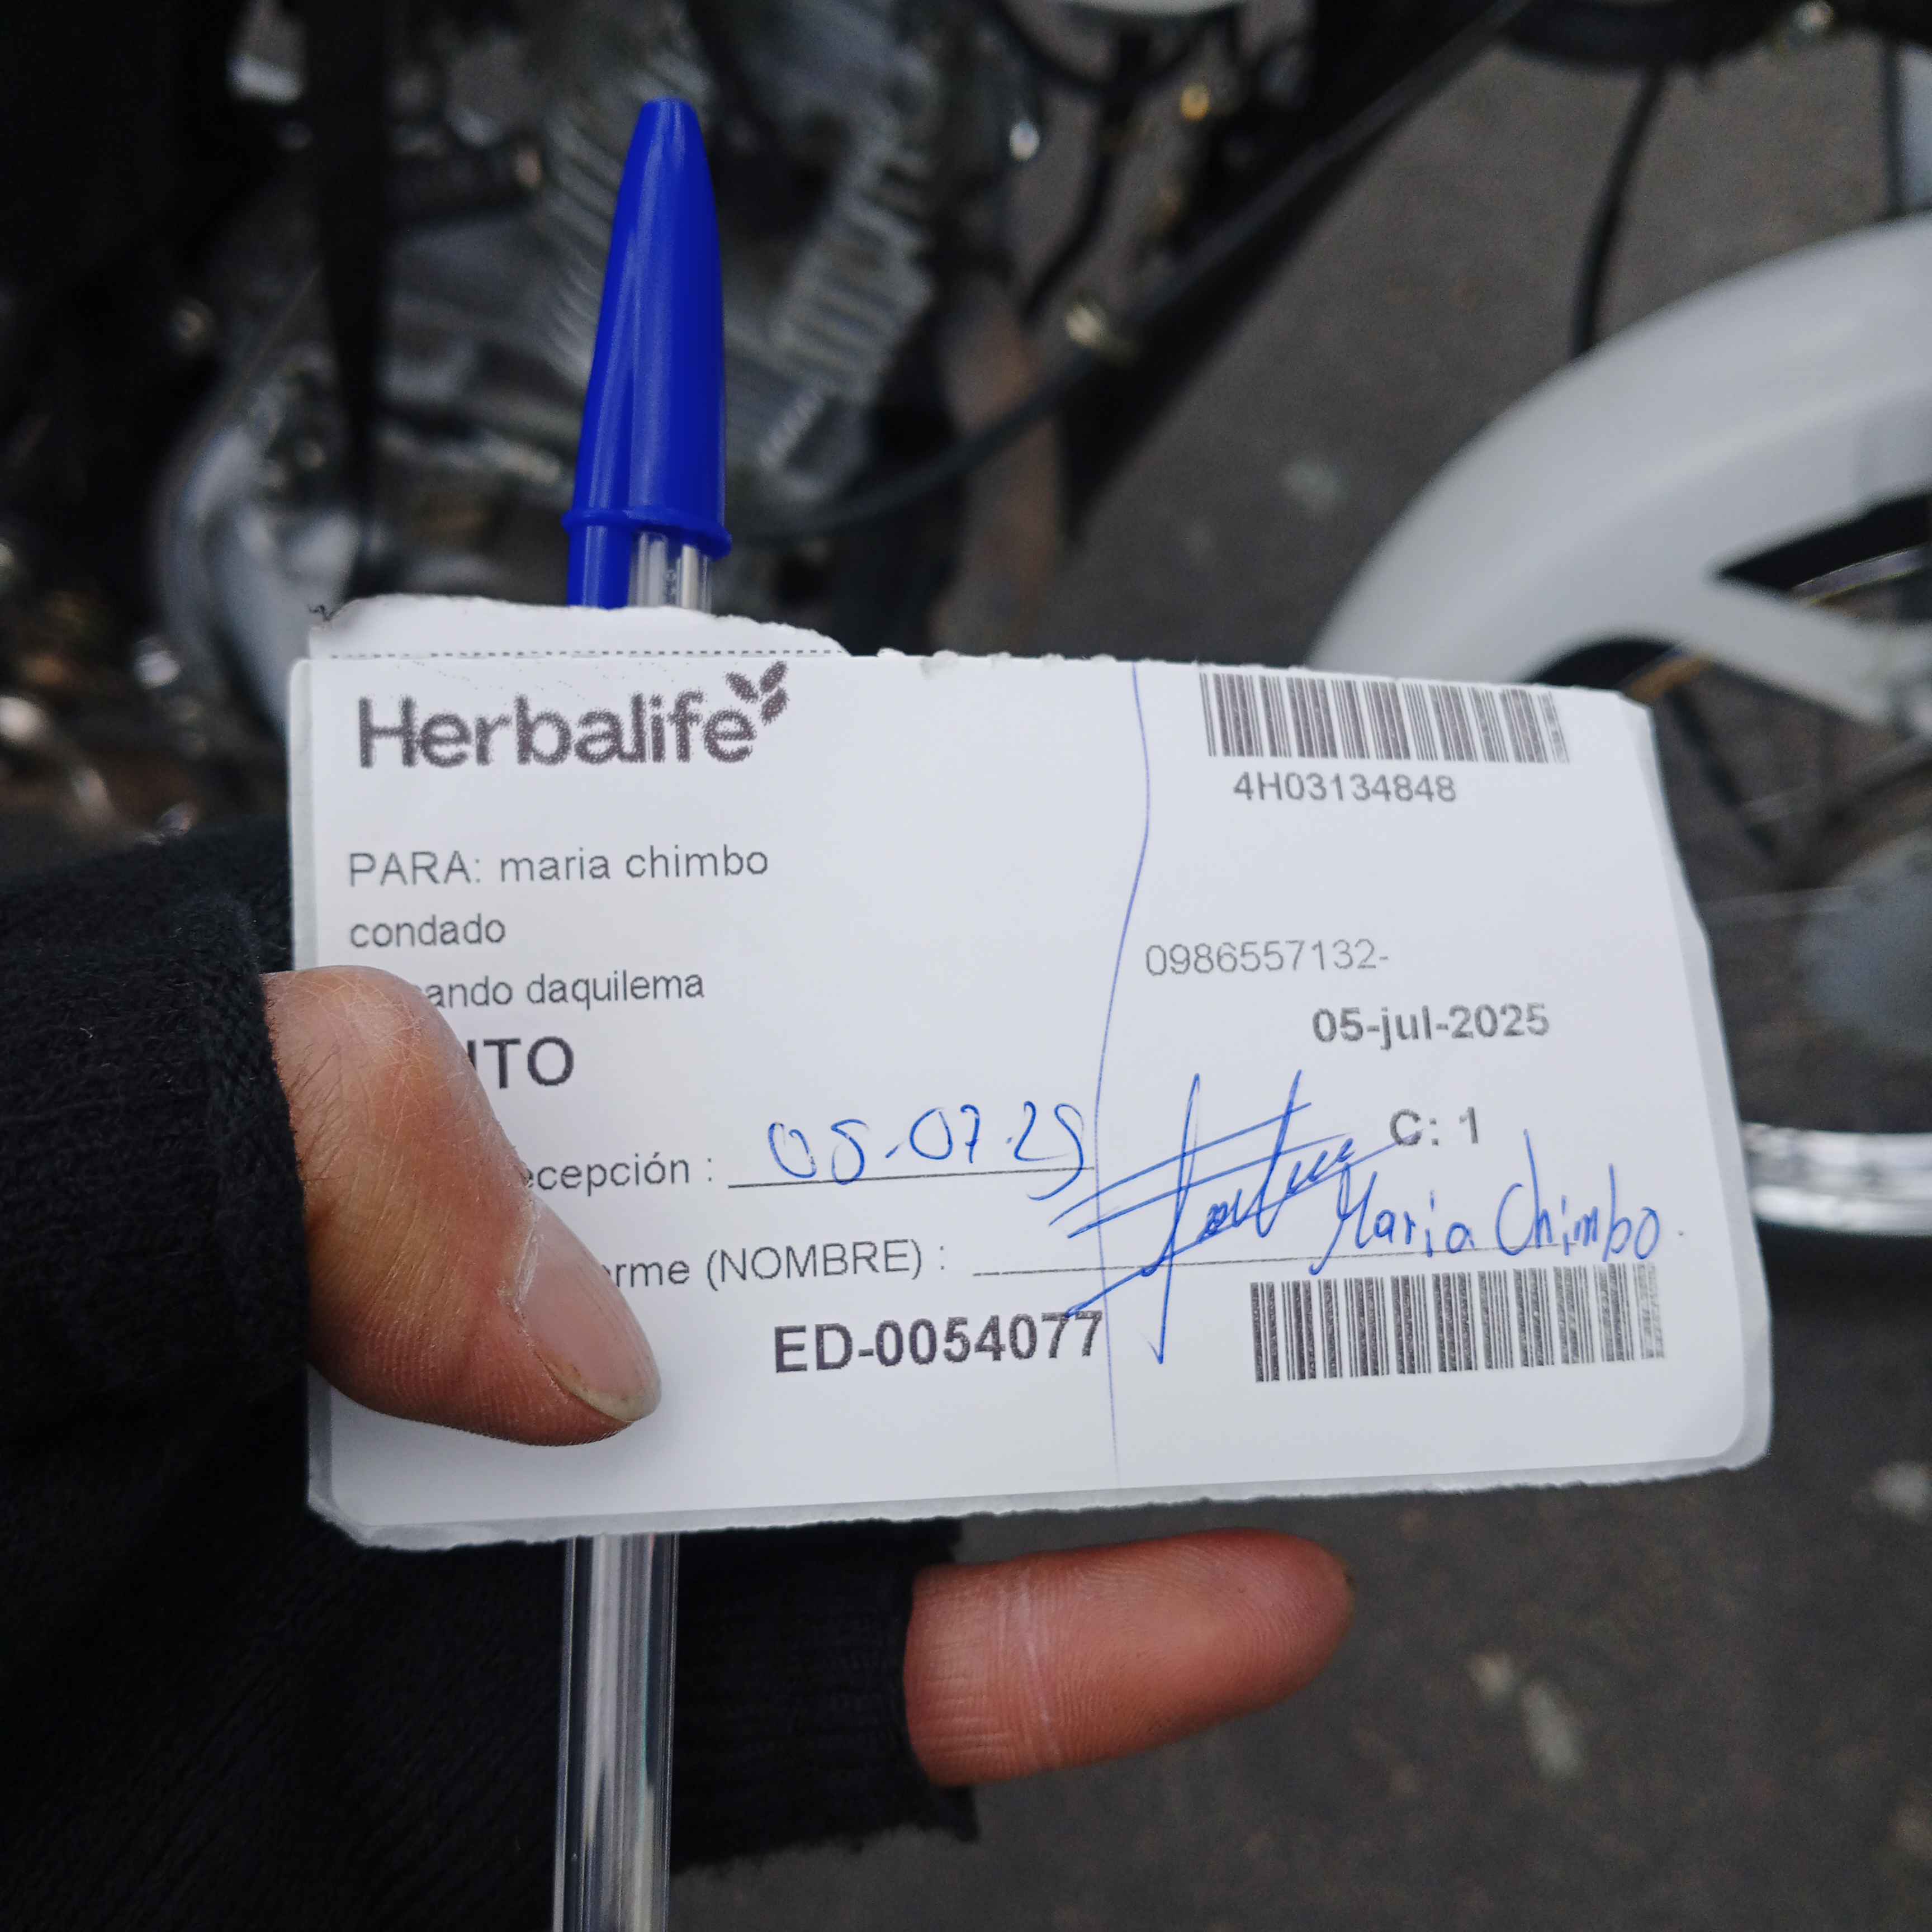 Herbalife
4H03134848
PARA: maria chimbo
condado
0986557132-
ando daquilema
05-jul-2025
ITO
C: 1
ecepción : 05-07-25
Maria Chimbo
rme (NOMBRE) :
ED-0054077